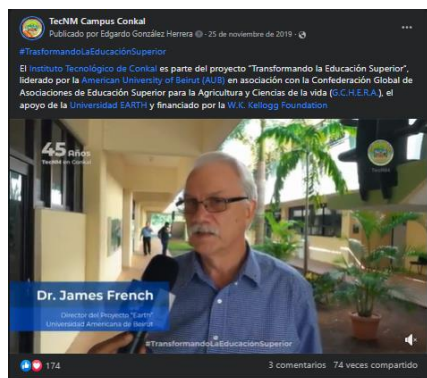 TecNM Campus Conkal
Publicado por Edgardo González Herrera · 25 de noviembre de 2019 ·
#TrasformandoLaEducaciónSuperior
El Instituto Tecnológico de Conkal es parte del proyecto "Transformando la Educación Superior",
liderado por la American University of Beirut (AUB) en asociación con la Confederación Global de
Asociaciones de Educación Superior para la Agricultura y Ciencias de la vida (G.C.H.E.R.A.), el
apoyo de la Universidad EARTH y financiado por la W.K. Kellogg Foundation
45 Años
TecNM en Conkal
TecNM
Dr. James French
Director del Proyecto "Earth"
Universidad Americana de Beirut
#TransformandoLaEducaciónSuperior
174
3 comentarios 74 veces compartido